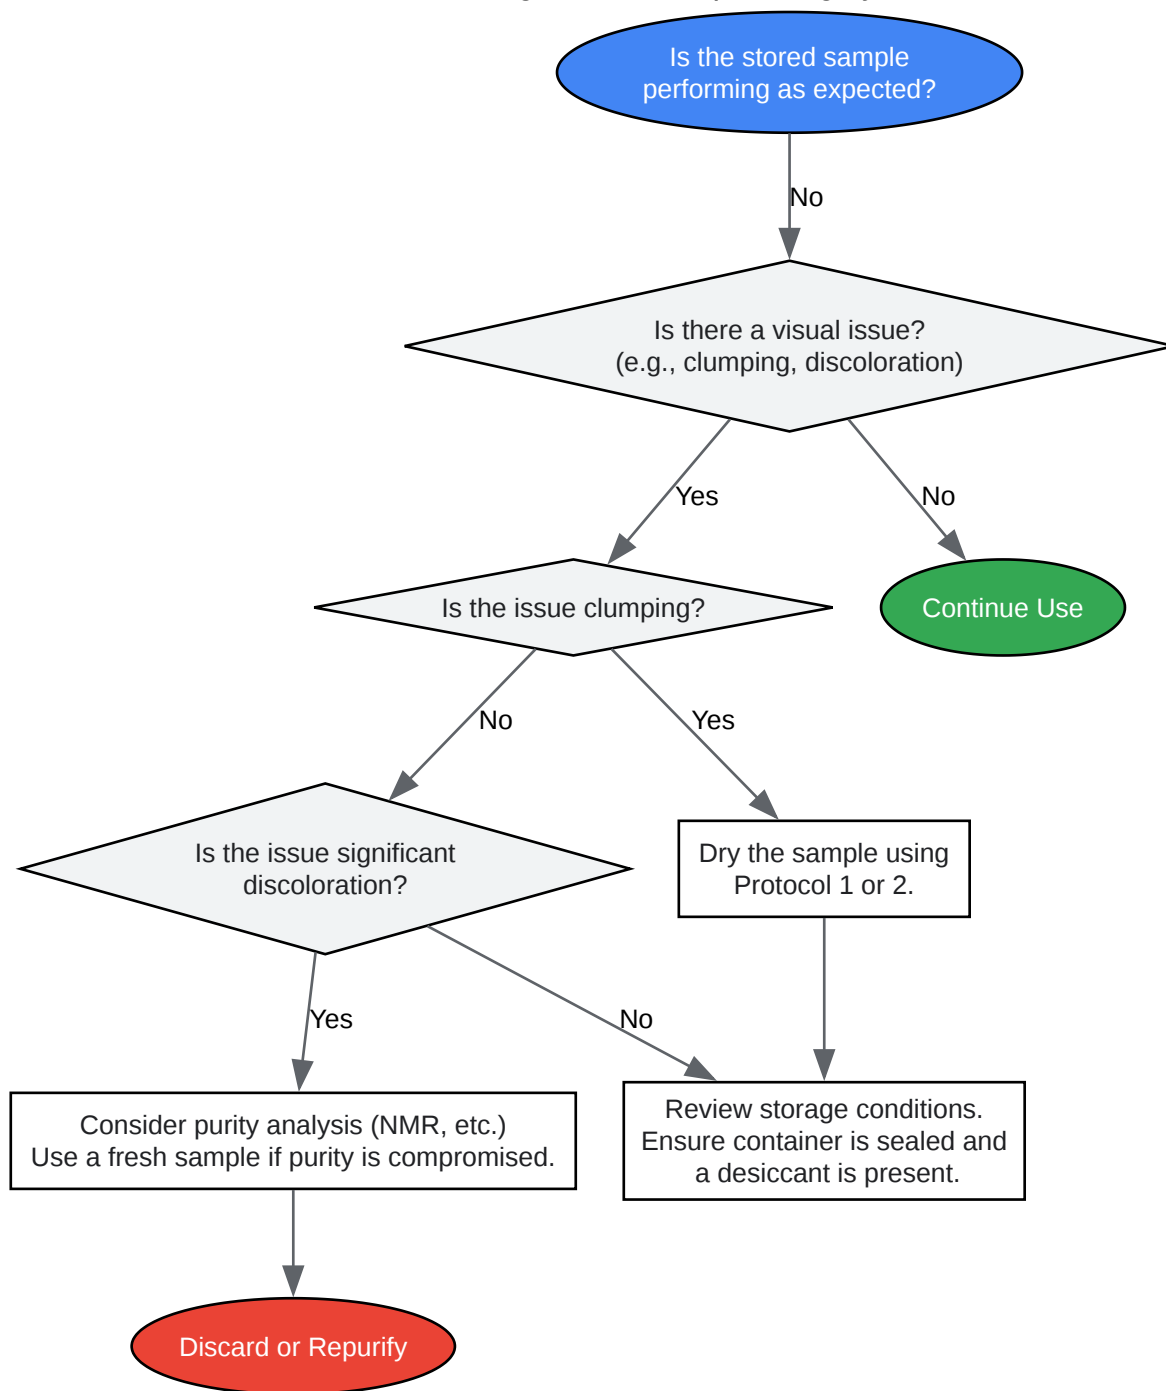 Is the stored sample
performing as expected?
No
Is there a visual issue?
(e.g., clumping, discoloration)
Yes
No
Is the issue clumping?
Continue Use
No
Yes
Is the issue significant
discoloration?
Dry the sample using
Protocol 1 or 2.
Yes
No
Consider purity analysis (NMR, etc.)
Use a fresh sample if purity is compromised.
Review storage conditions.
Ensure container is sealed and
a desiccant is present.
Discard or Repurify